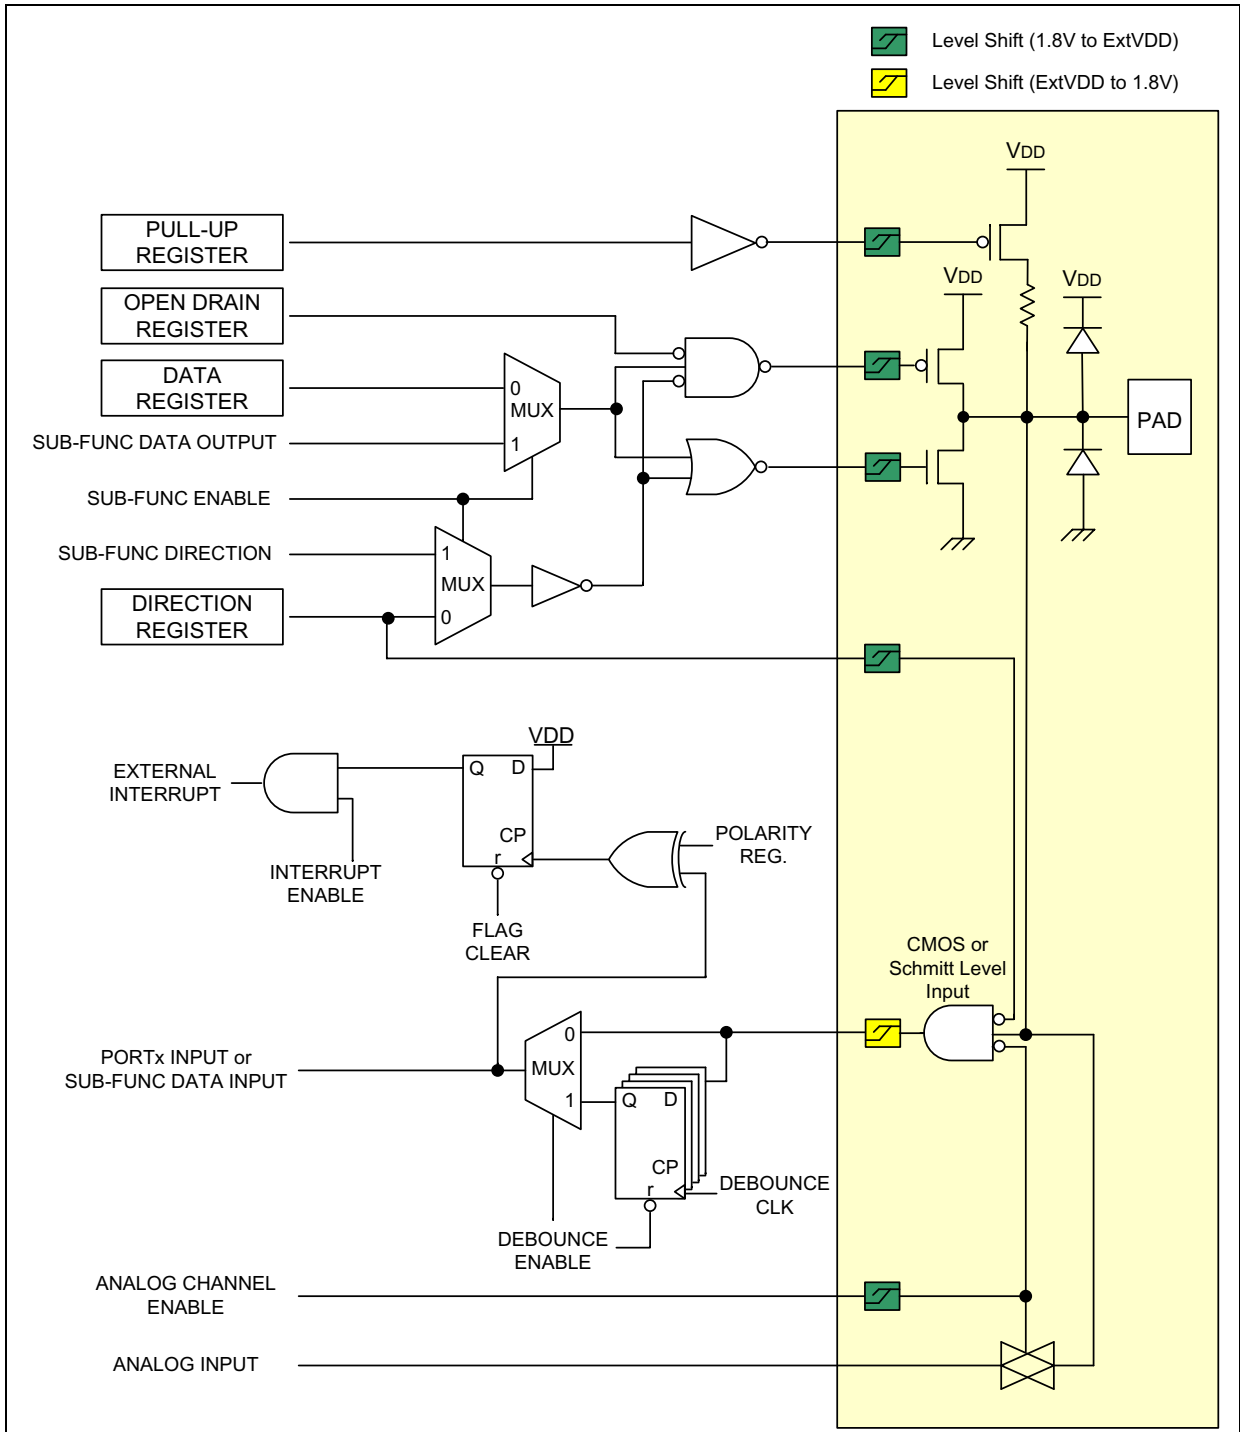 Level Shift (1.8V to ExtVDD)
Level Shift (ExtVDD to 1.8V)
VDD
PULL-UP
REGISTER
VDD
VDD
OPEN DRAIN
REGISTER
DATA
REGISTER
0
MUX
1
PAD
SUB-FUNC DATA OUTPUT
SUB-FUNC ENABLE
SUB-FUNC DIRECTION
1
MUX
0
DIRECTION
REGISTER
VDD
EXTERNAL
INTERRUPT
Q D
CP
r
POLARITY
REG.
INTERRUPT
ENABLE
FLAG
CLEAR
CMOS or
Schmitt Level
Input
PORTx INPUT or
SUB-FUNC DATA INPUT
0
MUX
1
Q D
CP
r
DEBOUNCE
CLK
DEBOUNCE
ENABLE
ANALOG CHANNEL
ENABLE
ANALOG INPUT